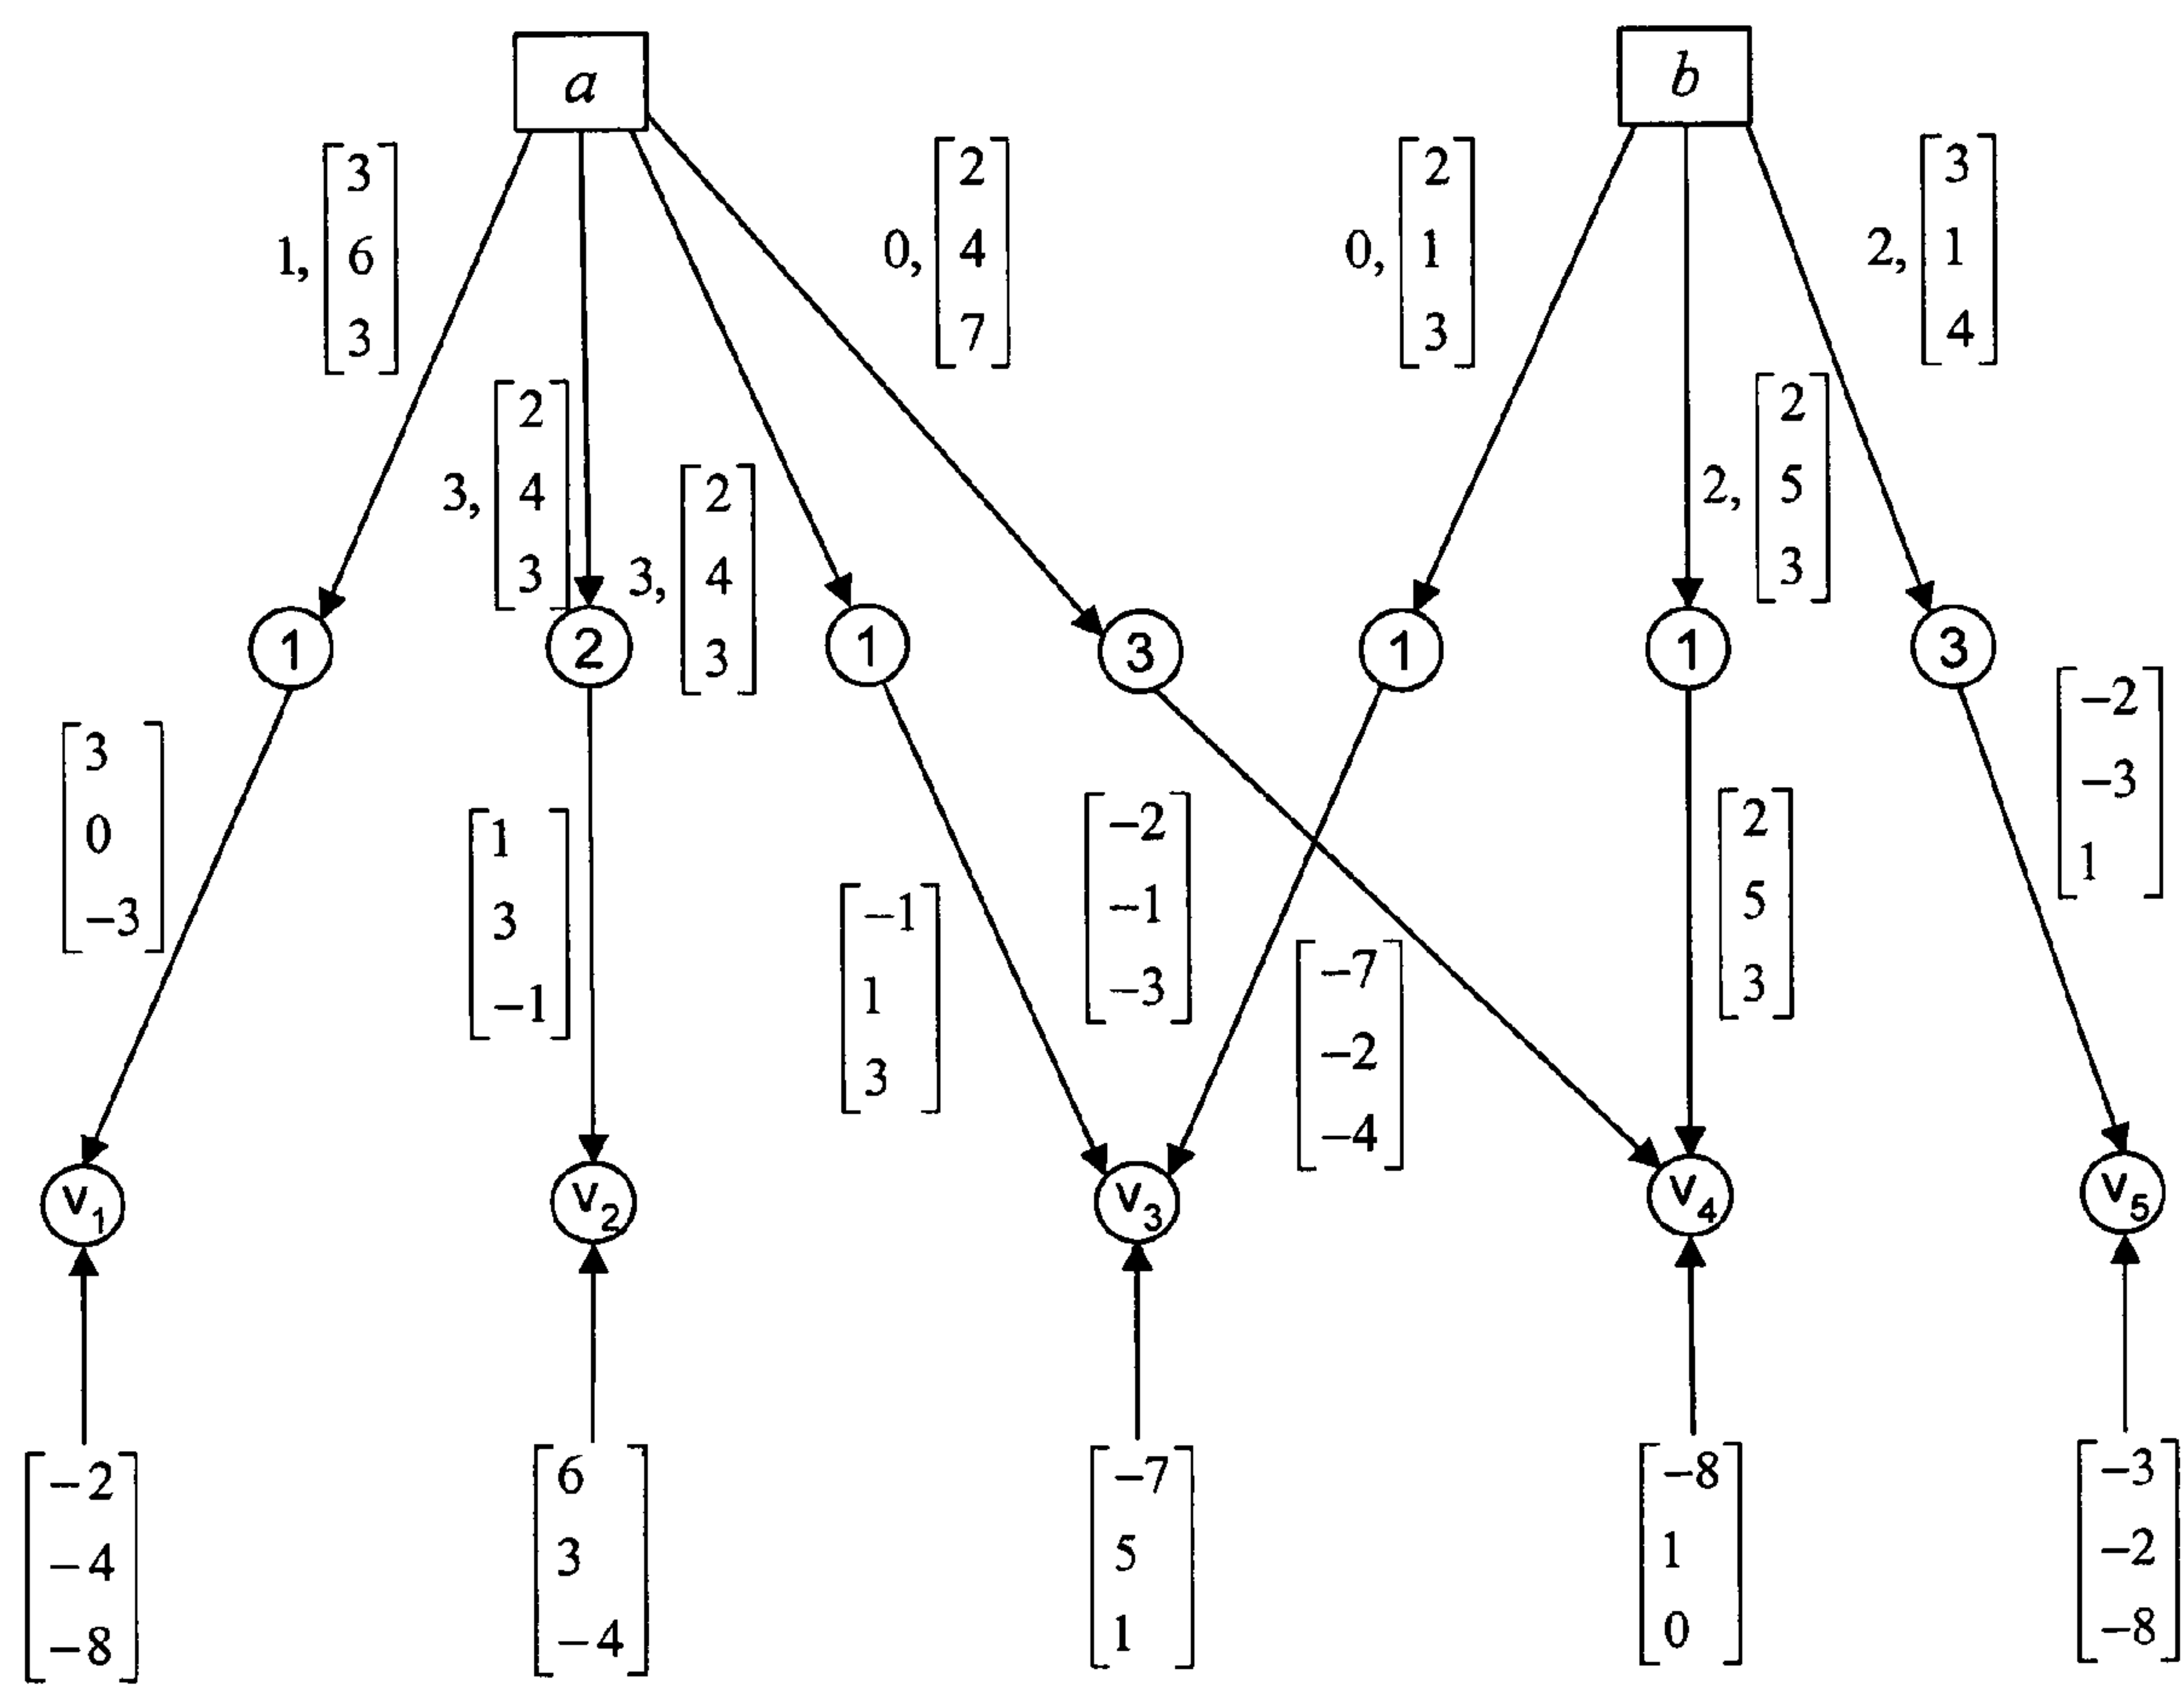 a b
1, [3 6 3]
0, [2 4 7]
0, [2 1 3]
2, [3 1 4]
3, [2 4 3]
3, [2 4 3]
2, [2 5 3]
1 2 1 3 1 1 3
[3 0 -3]
[1 3 -1]
[-1 1 3]
[-2 -1 -3]
[-7 -2 -4]
[2 5 3]
[-2 -3 1]
v1 v2 v3 v4 v5
[-2 -4 -8]
[6 3 -4]
[-7 5 1]
[-8 1 0]
[-3 -2 -8]